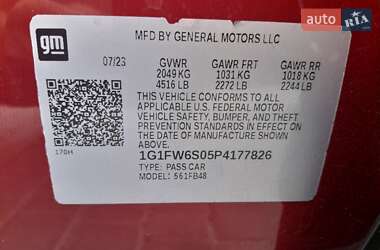 auto RIA .com
gm
MFD BY GENERAL MOTORS LLC
07/23 GVWR GAWR FRT GAWR RR
2049 KG 1031 KG 1018 KG
4516 LB 2272 LB 2244 LB
THIS VEHICLE CONFORMS TO ALL
APPLICABLE U.S. FEDERAL MOTOR
VEHICLE SAFETY, BUMPER, AND
THEFT PREVENTION STANDARDS
IN EFFECT ON THE DATE OF
MANUFACTURE SHOWN ABOVE.
1G1FW6S05P4177826
TYPE: PASS CAR
170H MODEL: 561FB48